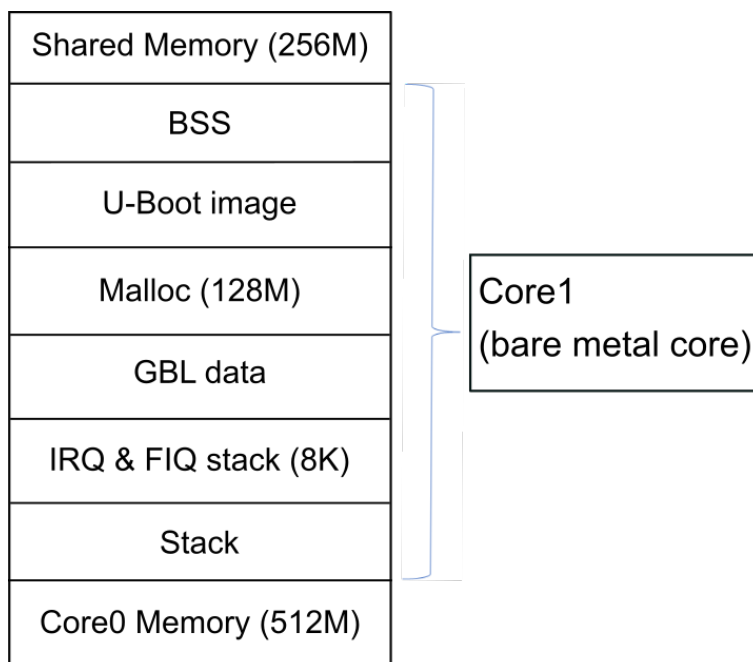 Shared Memory (256M)
BSS
U-Boot image
Malloc (128M)
GBL data
IRQ & FIQ stack (8K)
Stack
Core0 Memory (512M)
Core1
(bare metal core)